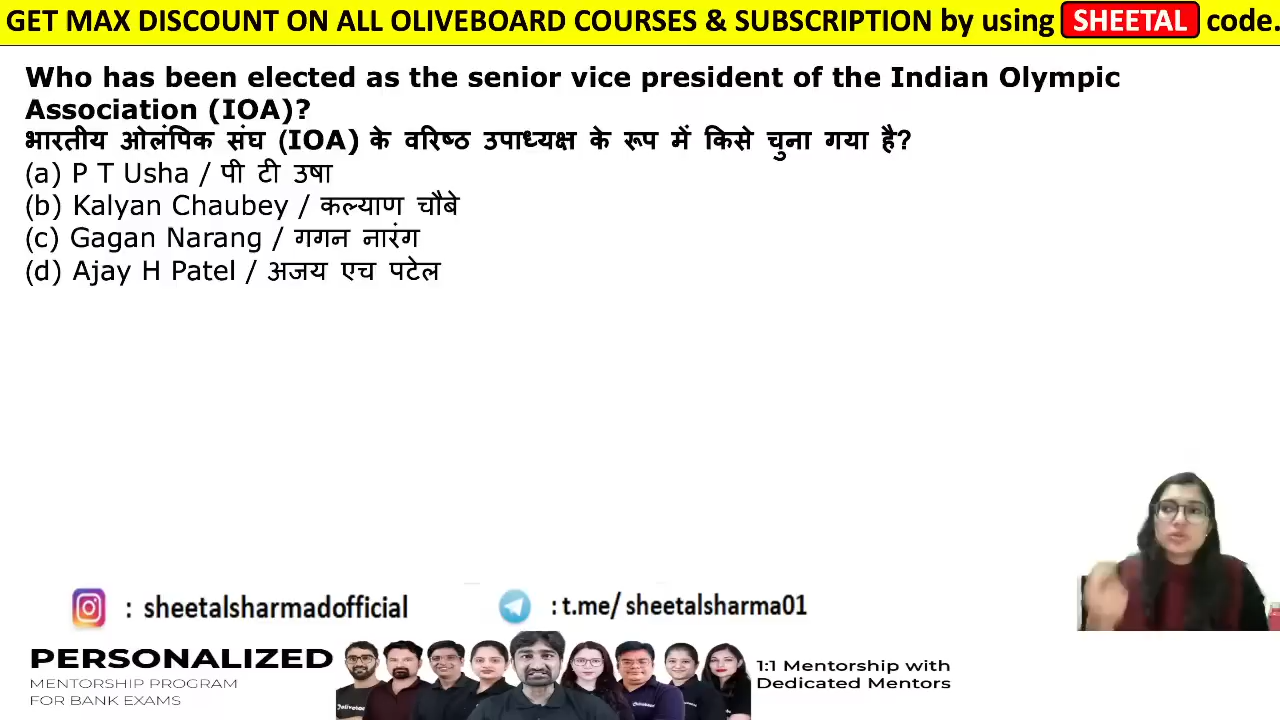 GET MAX DISCOUNT ON ALL OLIVEBOARD COURSES & SUBSCRIPTION by using SHEETAL code.
Who has been elected as the senior vice president of the Indian Olympic
Association (IOA)?
भारतीय ओलंपिक संघ (IOA) के वरिष्ठ उपाध्यक्ष के रूप में किसे चुना गया है?
(a) P T Usha / पी टी उषा
(b) Kalyan Chaubey / कल्याण चौबे
(c) Gagan Narang / गगन नारंग
(d) Ajay H Patel / अजय एच पटेल
: sheetalsharmadofficial
: t.me/ sheetalsharma01
PERSONALIZED
MENTORSHIP PROGRAM
FOR BANK EXAMS
1:1 Mentorship with
Dedicated Mentors